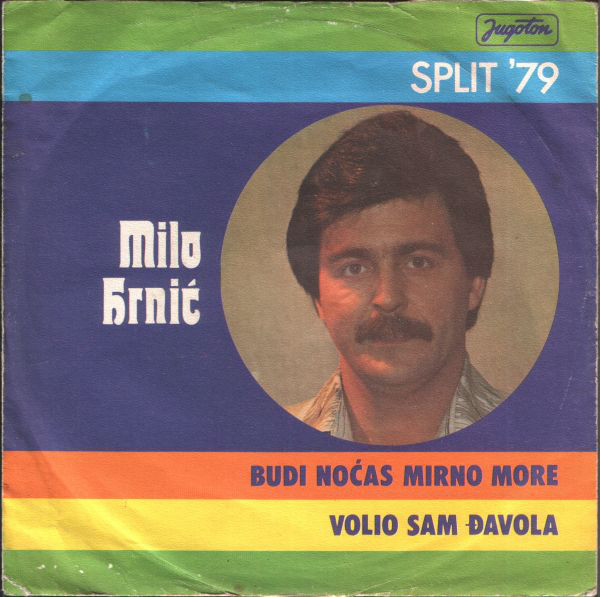 Jugoton
SPLIT '79
Milo
hrnić
BUDI NOĆAS MIRNO MORE
VOLIO SAM ĐAVOLA